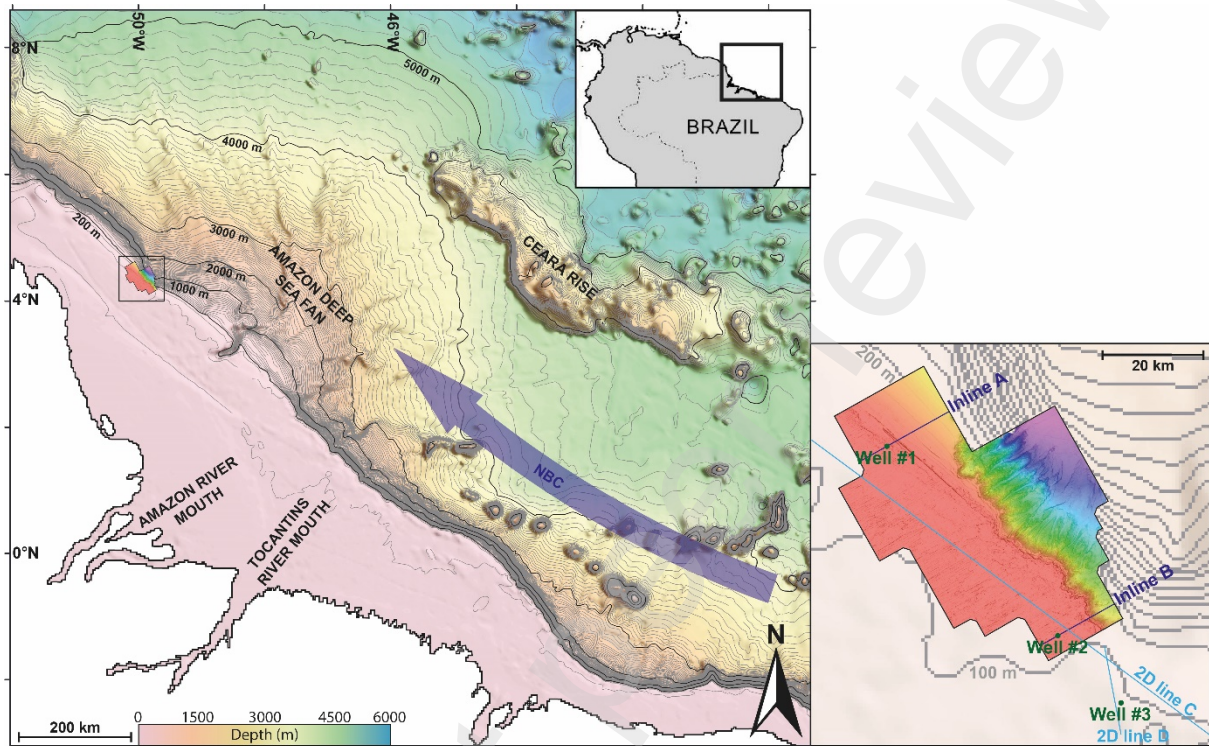 50°W
46°W
8°N
4°N
0°N
5000 m
4000 m
3000 m
2000 m
1000 m
200 m
BRAZIL
CEARA RISE
AMAZON DEEP
SEA FAN
NBC
AMAZON RIVER
MOUTH
TOCANTINS
RIVER MOUTH
N
200 km
0 1500 3000 4500 6000
Depth (m)
200 m
20 km
Inline A
Well #1
Inline B
Well #2
100 m
2D line C
Well #3
2D line D
review